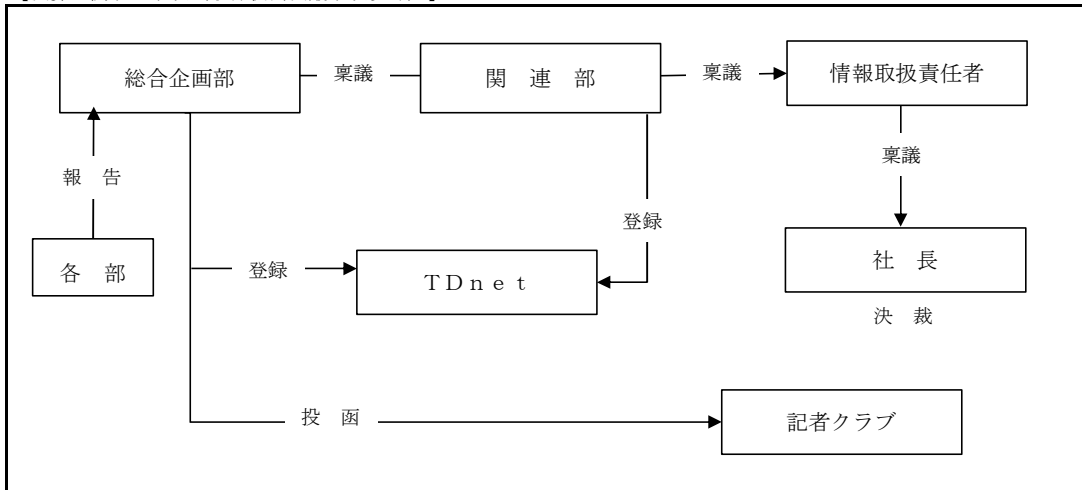 総合企画部
稟議
関 連 部
稟議
情報取扱責任者
稟議
報 告
登録
各 部
登録
ＴＤｎｅｔ
社 長
決 裁
投 函
記者クラブ